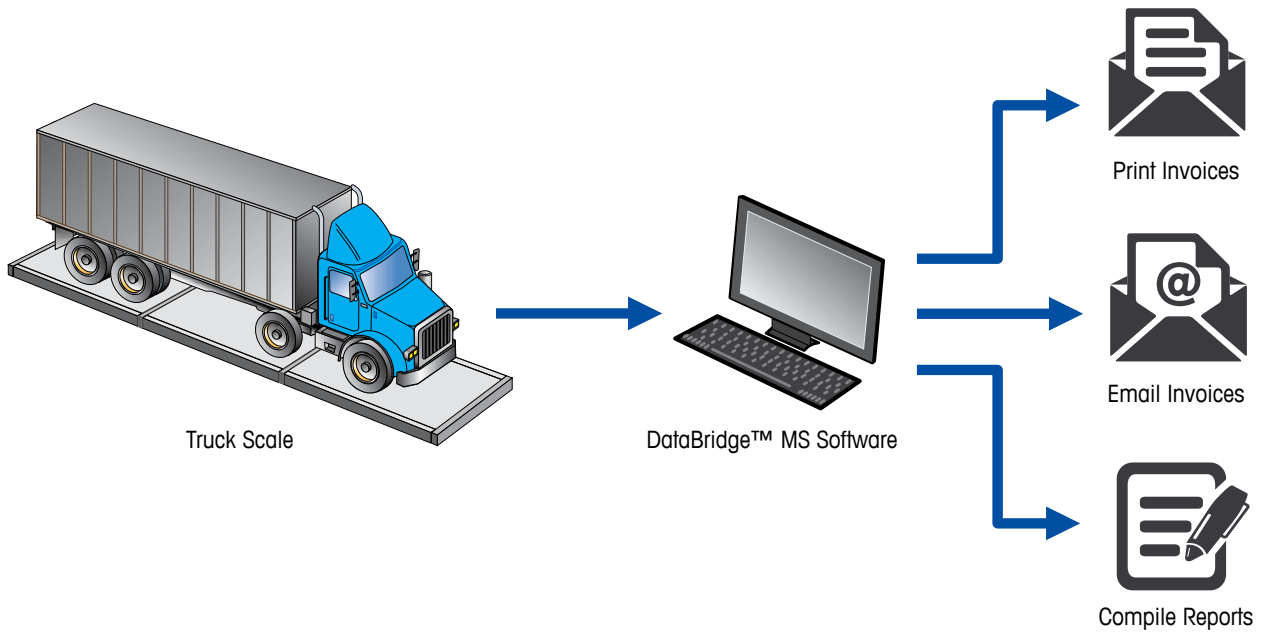 Print Invoices
Truck Scale
DataBridge™ MS Software
@
Email Invoices
Compile Reports